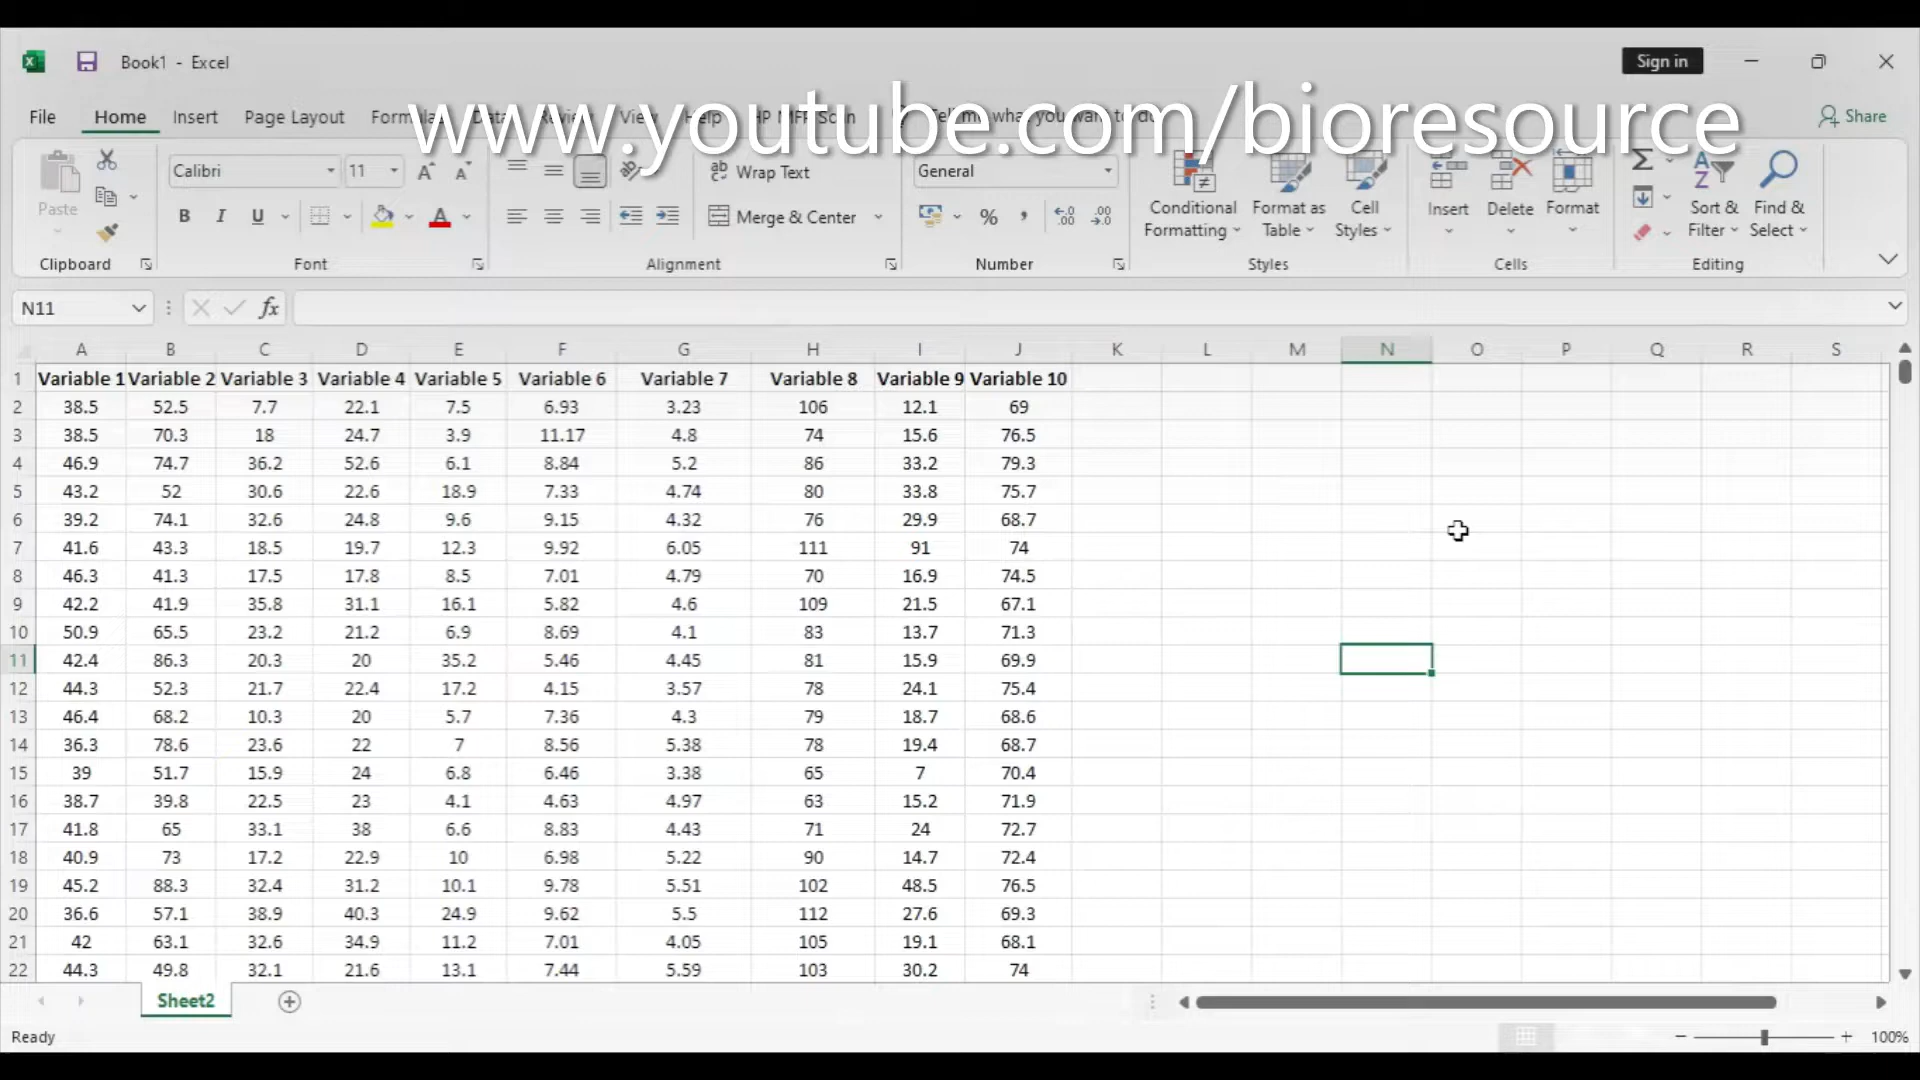 Book1 - Excel
Sign in
www.youtube.com/bioresource
File Home Insert Page Layout Formulas Data Review View Help HP MFP Scan Tell me what you want to do Share
Calibri 11 Wrap Text General
Paste B I U Merge & Center % Conditional Formatting Format as Table Cell Styles Insert Delete Format Sort & Filter Find & Select
Clipboard Font Alignment Number Styles Cells Editing
N11 fx
A B C D E F G H I J K L M N O P Q R S
1 Variable 1 Variable 2 Variable 3 Variable 4 Variable 5 Variable 6 Variable 7 Variable 8 Variable 9 Variable 10
2 38.5 52.5 7.7 22.1 7.5 6.93 3.23 106 12.1 69
3 38.5 70.3 18 24.7 3.9 11.17 4.8 74 15.6 76.5
4 46.9 74.7 36.2 52.6 6.1 8.84 5.2 86 33.2 79.3
5 43.2 52 30.6 22.6 18.9 7.33 4.74 80 33.8 75.7
6 39.2 74.1 32.6 24.8 9.6 9.15 4.32 76 29.9 68.7
7 41.6 43.3 18.5 19.7 12.3 9.92 6.05 111 91 74
8 46.3 41.3 17.5 17.8 8.5 7.01 4.79 70 16.9 74.5
9 42.2 41.9 35.8 31.1 16.1 5.82 4.6 109 21.5 67.1
10 50.9 65.5 23.2 21.2 6.9 8.69 4.1 83 13.7 71.3
11 42.4 86.3 20.3 20 35.2 5.46 4.45 81 15.9 69.9
12 44.3 52.3 21.7 22.4 17.2 4.15 3.57 78 24.1 75.4
13 46.4 68.2 10.3 20 5.7 7.36 4.3 79 18.7 68.6
14 36.3 78.6 23.6 22 7 8.56 5.38 78 19.4 68.7
15 39 51.7 15.9 24 6.8 6.46 3.38 65 7 70.4
16 38.7 39.8 22.5 23 4.1 4.63 4.97 63 15.2 71.9
17 41.8 65 33.1 38 6.6 8.83 4.43 71 24 72.7
18 40.9 73 17.2 22.9 10 6.98 5.22 90 14.7 72.4
19 45.2 88.3 32.4 31.2 10.1 9.78 5.51 102 48.5 76.5
20 36.6 57.1 38.9 40.3 24.9 9.62 5.5 112 27.6 69.3
21 42 63.1 32.6 34.9 11.2 7.01 4.05 105 19.1 68.1
22 44.3 49.8 32.1 21.6 13.1 7.44 5.59 103 30.2 74
Sheet2
Ready 100%